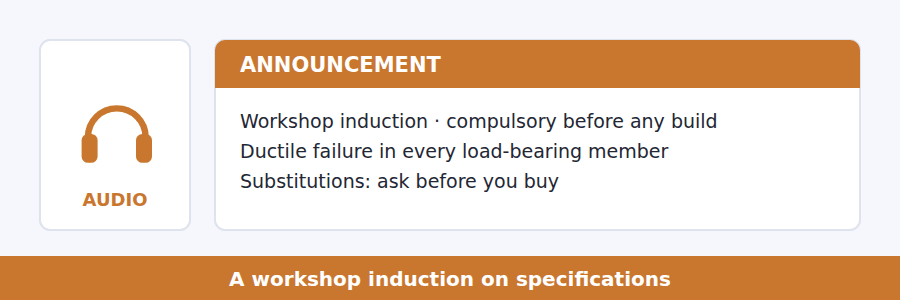 AUDIO
ANNOUNCEMENT
Workshop induction · compulsory before any build
Ductile failure in every load-bearing member
Substitutions: ask before you buy
A workshop induction on specifications